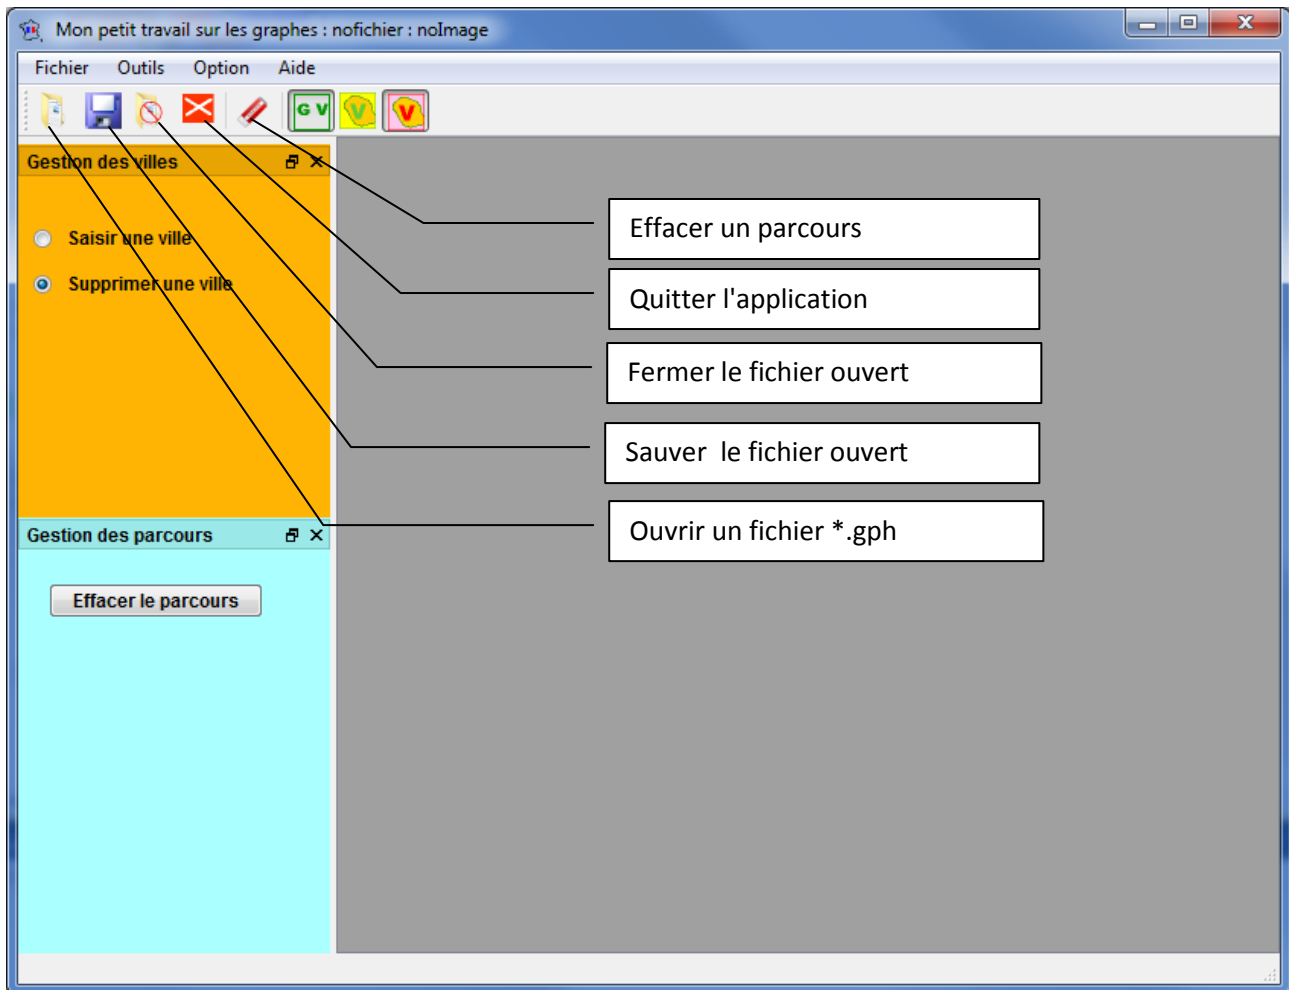 Mon petit travail sur les graphes : nofichier : noImage
Fichier Outils Option Aide
G V V V
Gestion des villes
Saisir une ville
Supprimer une ville
Effacer un parcours
Quitter l'application
Fermer le fichier ouvert
Sauver le fichier ouvert
Ouvrir un fichier *.gph
Gestion des parcours
Effacer le parcours